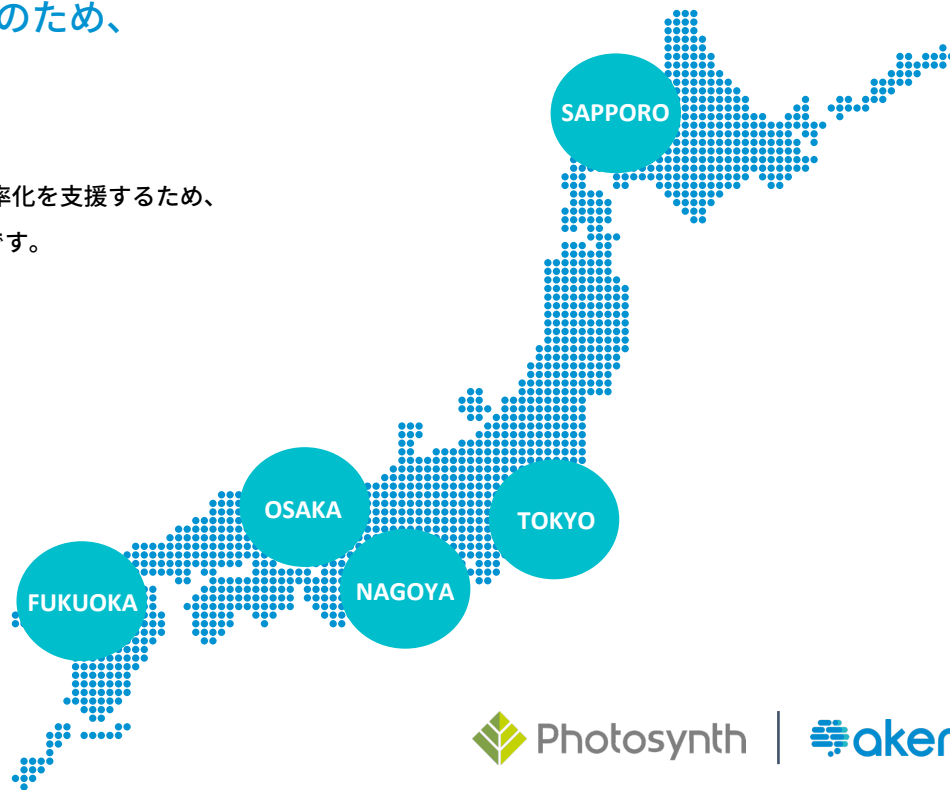 のため、
率化を支援するため、
です。
SAPPORO
OSAKA
TOKYO
NAGOYA
FUKUOKA
Photosynth
aker